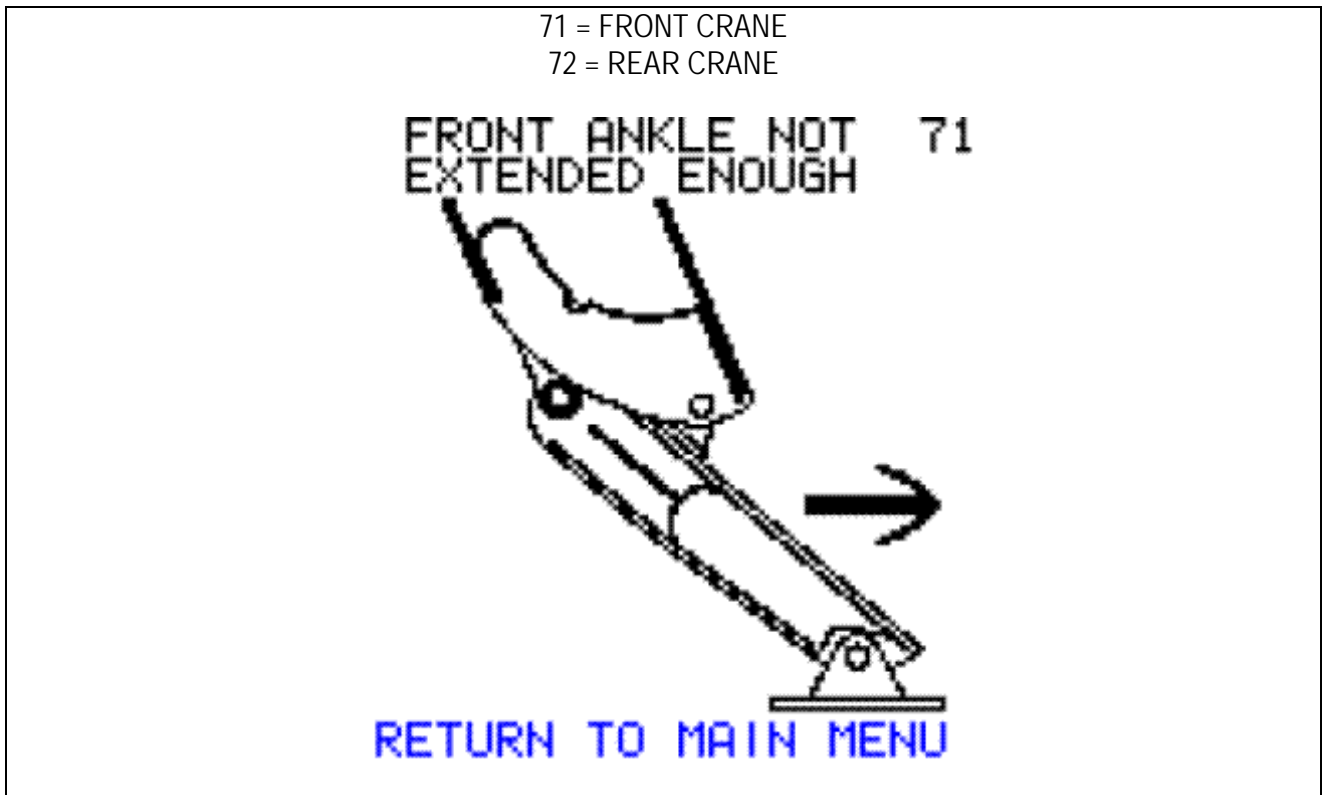 71 = FRONT CRANE
72 = REAR CRANE
FRONT ANKLE NOT 71
EXTENDED ENOUGH
RETURN TO MAIN MENU